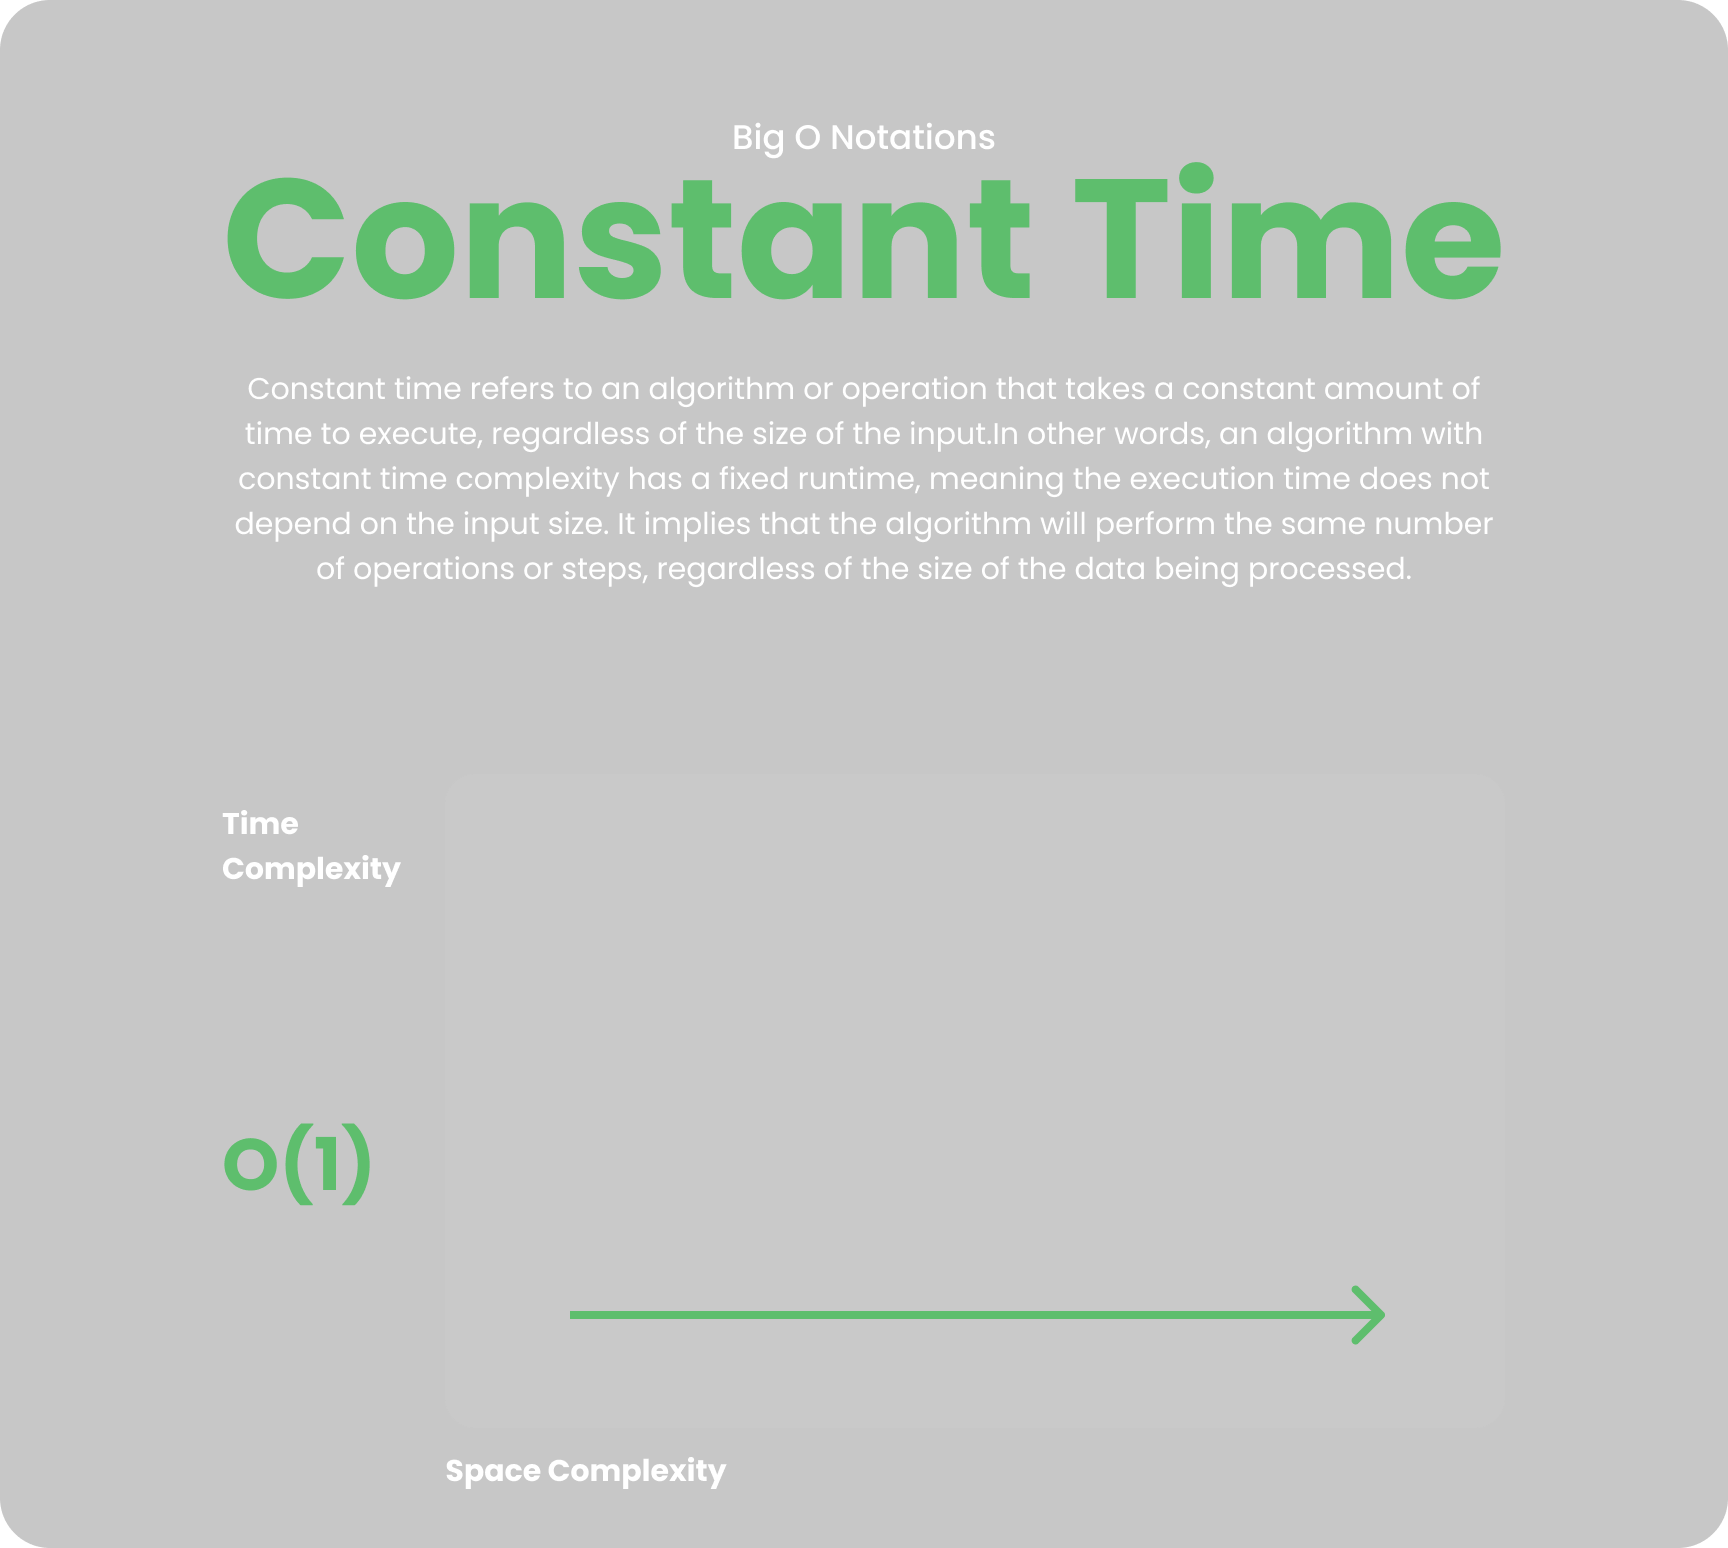 Big O Notations
Constant Time
Constant time refers to an algorithm or operation that takes a constant amount of
time to execute, regardless of the size of the input.In other words, an algorithm with
constant time complexity has a fixed runtime, meaning the execution time does not
depend on the input size. It implies that the algorithm will perform the same number
of operations or steps, regardless of the size of the data being processed.
Time
Complexity
O(1)
Space Complexity